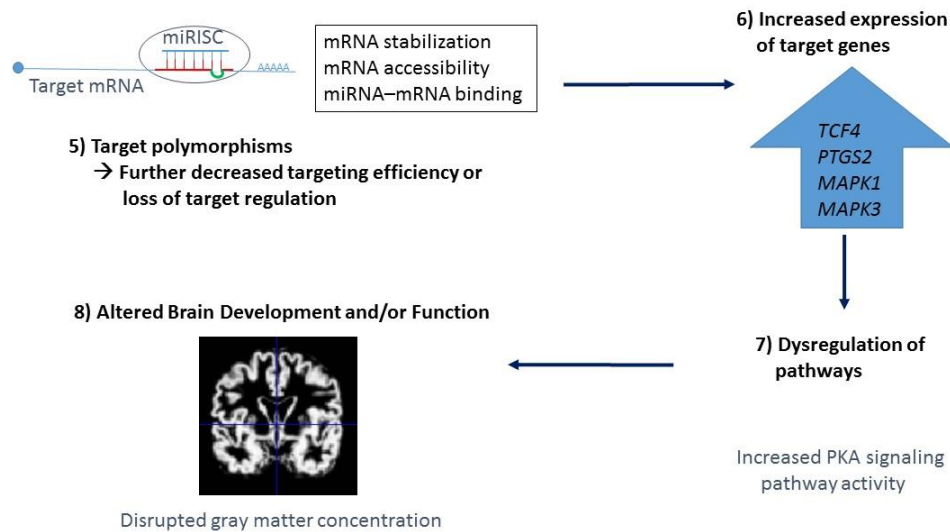 miRISC
AAAAA
Target mRNA
mRNA stabilization
mRNA accessibility
miRNA–mRNA binding
5) Target polymorphisms
→ Further decreased targeting efficiency or
loss of target regulation
6) Increased expression
of target genes
TCF4
PTGS2
MAPK1
MAPK3
7) Dysregulation of
pathways
Increased PKA signaling
pathway activity
8) Altered Brain Development and/or Function
Disrupted gray matter concentration